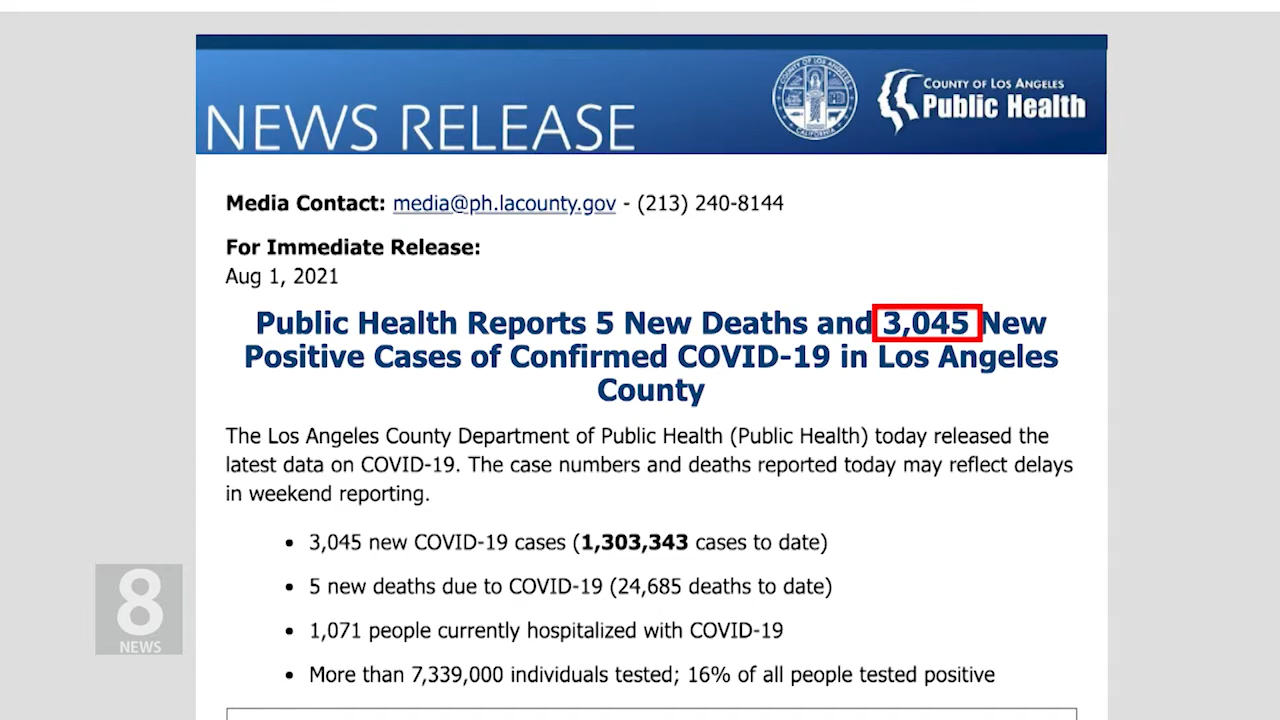 NEWS RELEASE
COUNTY OF LOS ANGELES
CALIFORNIA
COUNTY OF LOS ANGELES
Public Health
Media Contact: media@ph.lacounty.gov - (213) 240-8144
For Immediate Release:
Aug 1, 2021
Public Health Reports 5 New Deaths and 3,045 New
Positive Cases of Confirmed COVID-19 in Los Angeles
County
The Los Angeles County Department of Public Health (Public Health) today released the
latest data on COVID-19. The case numbers and deaths reported today may reflect delays
in weekend reporting.
• 3,045 new COVID-19 cases (1,303,343 cases to date)
• 5 new deaths due to COVID-19 (24,685 deaths to date)
• 1,071 people currently hospitalized with COVID-19
• More than 7,339,000 individuals tested; 16% of all people tested positive
8
NEWS